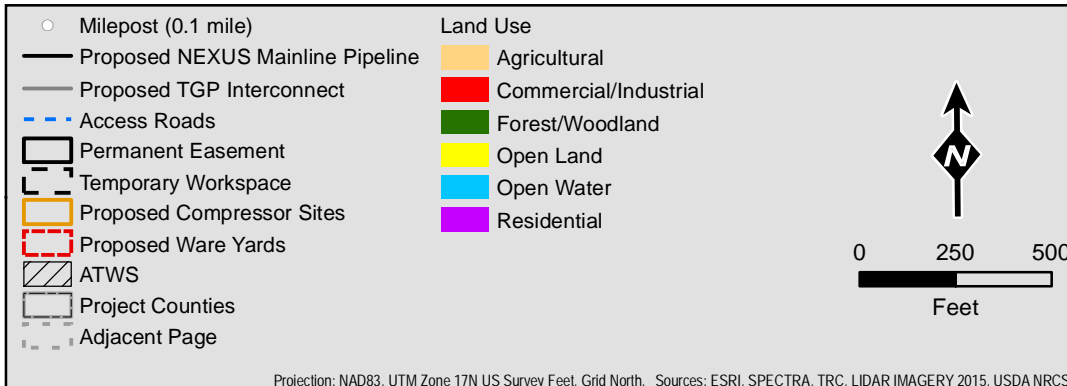 Milepost (0.1 mile)
Proposed NEXUS Mainline Pipeline
Proposed TGP Interconnect
Access Roads
Permanent Easement
Temporary Workspace
Proposed Compressor Sites
Proposed Ware Yards
ATWS
Project Counties
Adjacent Page
Land Use
Agricultural
Commercial/Industrial
Forest/Woodland
Open Land
Open Water
Residential
N
0 250 500
Feet
Projection: NAD83, UTM Zone 17N US Survey Feet, Grid North, Sources: ESRI, SPECTRA, TRC, LIDAR IMAGERY 2015, USDA NRCS